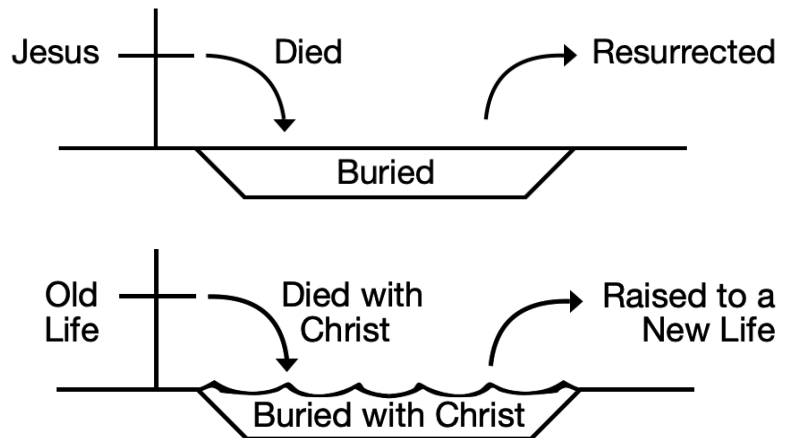 Jesus Died Resurrected
Buried
Old Life
Died with Christ
Raised to a New Life
Buried with Christ